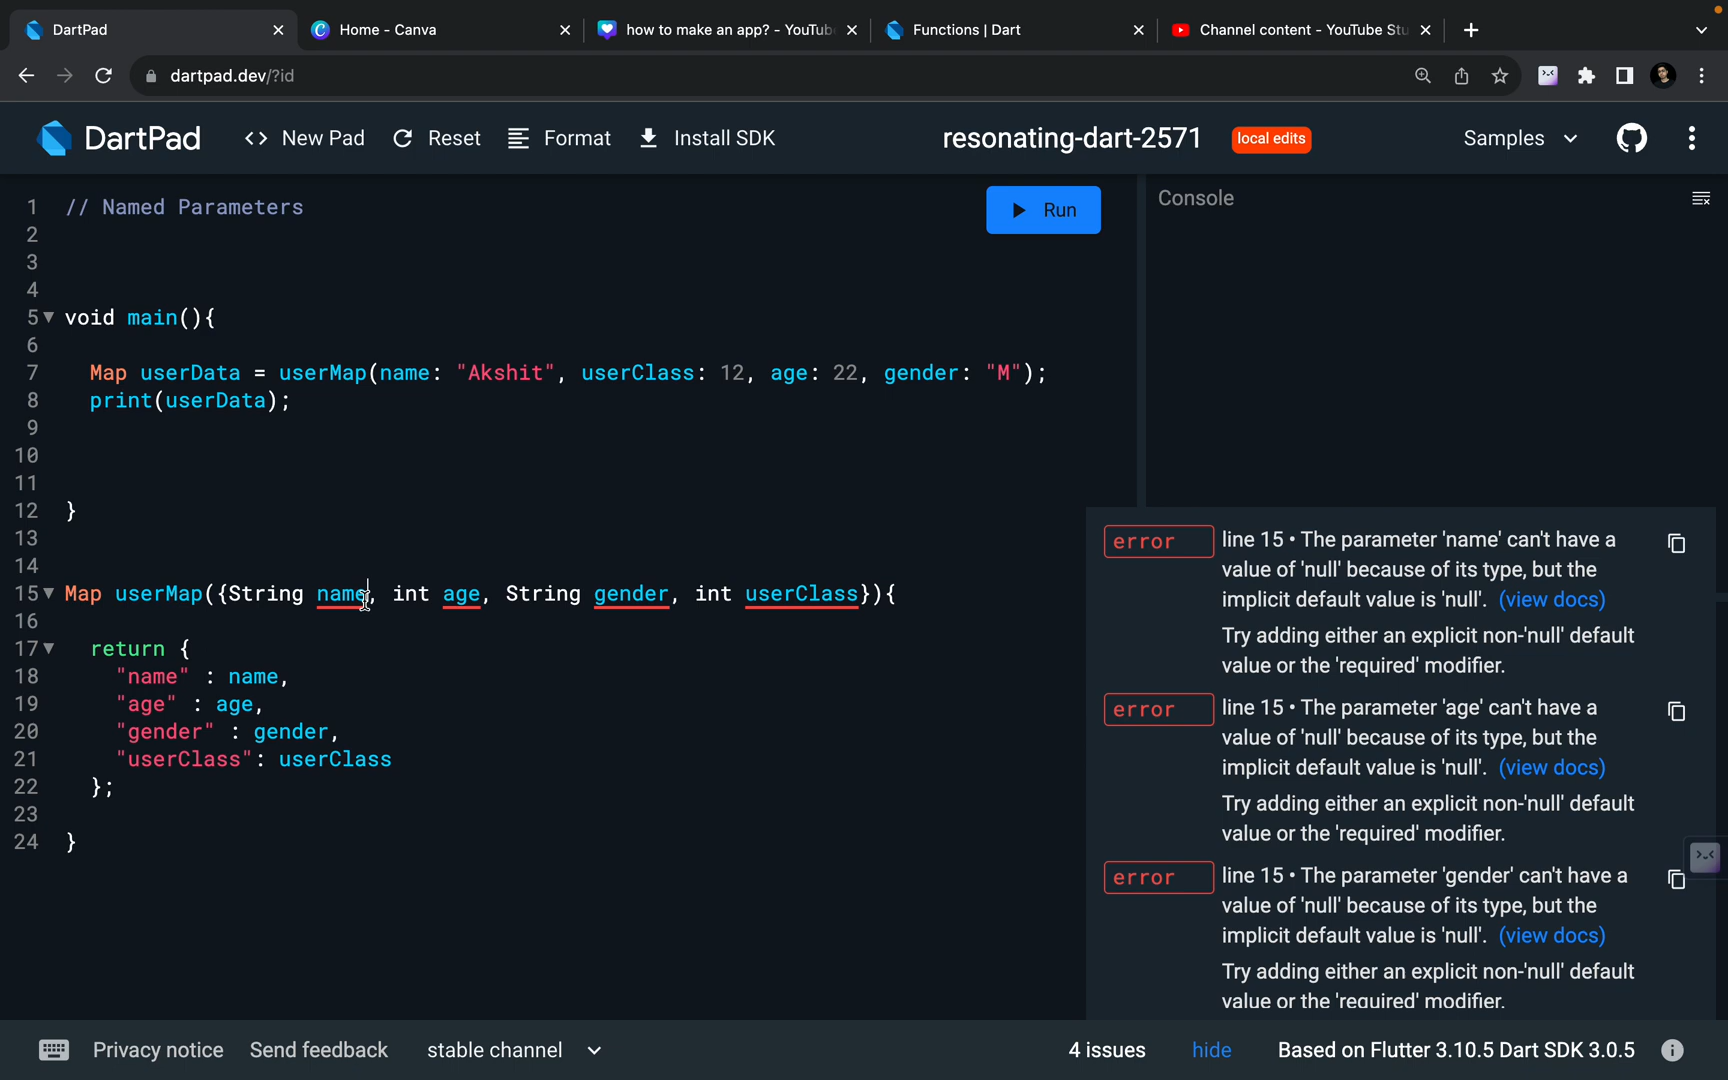 DartPad
Home - Canva
how to make an app? - YouTub
Functions | Dart
Channel content - YouTube Stu
dartpad.dev/?id
DartPad
<> New Pad
Reset
Format
Install SDK
resonating-dart-2571
local edits
Samples
Run
Console
1 // Named Parameters
2
3
4
5 void main(){
6
7 Map userData = userMap(name: "Akshit", userClass: 12, age: 22, gender: "M");
8 print(userData);
9
10
11
12 }
13
14
15 Map userMap({String name, int age, String gender, int userClass}){
16
17 return {
18 "name" : name,
19 "age" : age,
20 "gender" : gender,
21 "userClass": userClass
22 };
23
24 }
error
line 15 • The parameter 'name' can't have a
value of 'null' because of its type, but the
implicit default value is 'null'. (view docs)
Try adding either an explicit non-'null' default
value or the 'required' modifier.
error
line 15 • The parameter 'age' can't have a
value of 'null' because of its type, but the
implicit default value is 'null'. (view docs)
Try adding either an explicit non-'null' default
value or the 'required' modifier.
error
line 15 • The parameter 'gender' can't have a
value of 'null' because of its type, but the
implicit default value is 'null'. (view docs)
Try adding either an explicit non-'null' default
value or the 'required' modifier.
Privacy notice
Send feedback
stable channel
4 issues
hide
Based on Flutter 3.10.5 Dart SDK 3.0.5